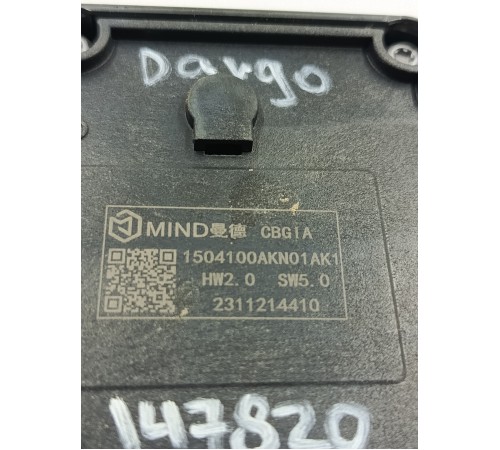 Dargo
MIND曼德 CBGIA
1504100AKN01AK1
HW2.0 SW5.0
2311214410
147820